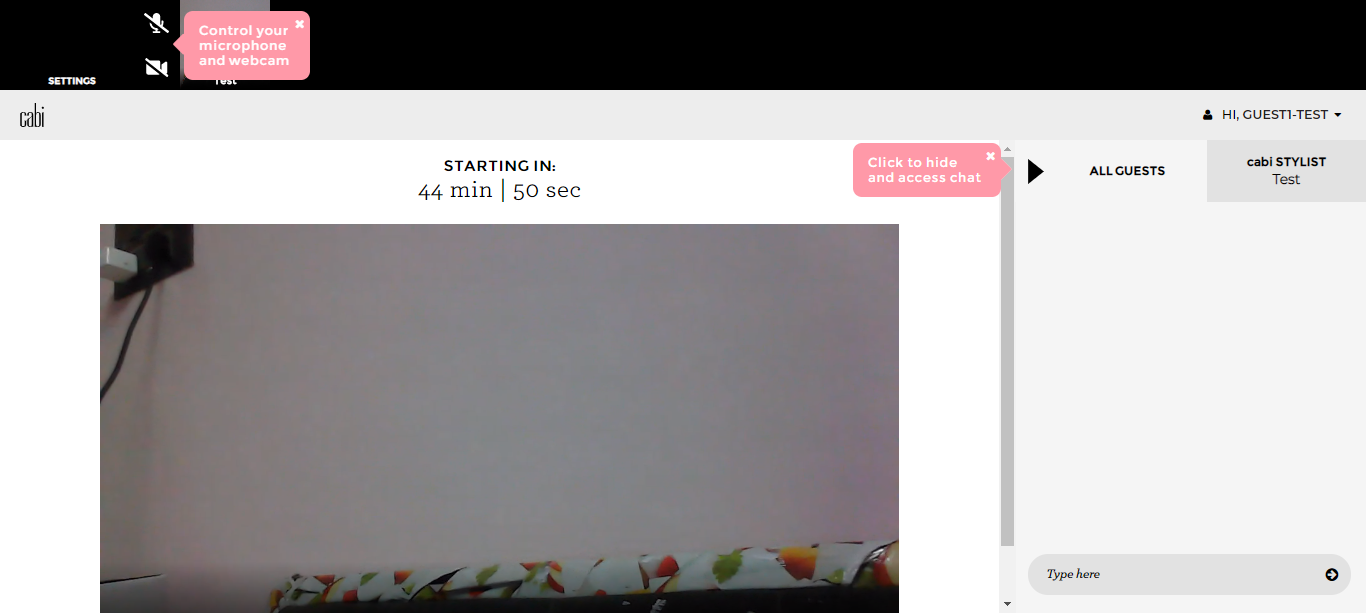 Control your
microphone
and webcam
SETTINGS
Test
cabi
HI, GUEST1-TEST
STARTING IN:
44 min | 50 sec
Click to hide
and access chat
ALL GUESTS
cabi STYLIST
Test
Type here